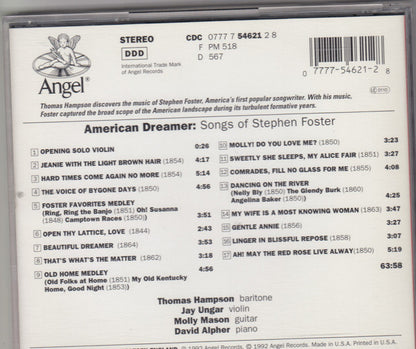 Angel®
STEREO
DDD
International Trade Mark
of Angel Records
CDC 0777 7 54621 2 8
F PM 518
D 567
0 7777-54621-2 8
Thomas Hampson discovers the music of Stephen Foster, America's first popular songwriter. With his music,
Foster captured the broad scope of the American landscape during its turbulent formative years.
American Dreamer: Songs of Stephen Foster
1 OPENING SOLO VIOLIN 0:26
2 JEANIE WITH THE LIGHT BROWN HAIR (1854) 4:17
3 HARD TIMES COME AGAIN NO MORE (1854) 5:14
4 THE VOICE OF BYGONE DAYS (1850) 4:56
5 FOSTER FAVORITES MEDLEY
(Ring, Ring the Banjo (1851) Oh! Susanna
(1848) Camptown Races (1850)) 3:51
6 OPEN THY LATTICE, LOVE (1844) 2:43
7 BEAUTIFUL DREAMER (1864) 3:53
8 THAT'S WHAT'S THE MATTER (1862) 3:18
9 OLD HOME MEDLEY 4:56
(Old Folks at Home (1851) My Old Kentucky
Home, Good Night (1853))
10 MOLLY! DO YOU LOVE ME? (1850) 3:23
11 SWEETLY SHE SLEEPS, MY ALICE FAIR (1851) 3:27
12 COMRADES, FILL NO GLASS FOR ME (1855) 4:08
13 DANCING ON THE RIVER
(Nelly Bly (1850) The Glendy Burk (1860)
Angelina Baker (1850)) 4:25
14 MY WIFE IS A MOST KNOWING WOMAN (1863) 3:47
15 GENTLE ANNIE (1856) 3:27
16 LINGER IN BLISSFUL REPOSE (1858) 3:07
17 AH! MAY THE RED ROSE LIVE ALWAY! (1850) 5:19
63:58
Thomas Hampson baritone
Jay Ungar violin
Molly Mason guitar
David Alpher piano
℗ 1992 Angel Records. © 1992 Angel Records. Made in U.S.A. Printed in U.S.A.